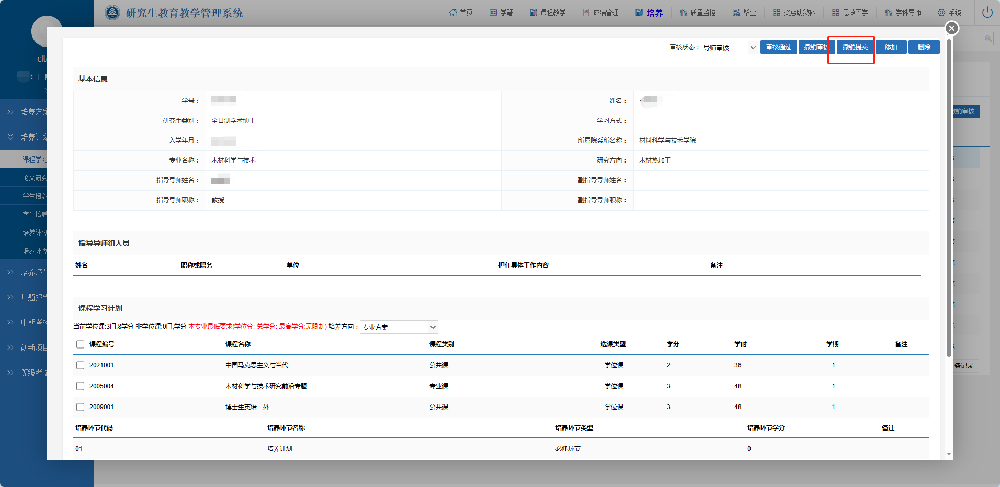 研究生教育教学管理系统 首页 学籍 课程教学 成绩管理 培养 质量监控 毕业 奖惩助贷补 思政团学 学科导师 系统
审核状态： 导师审核 审核通过 撤销审核 撤销提交 添加 删除
基本信息
学号： 姓名：
研究生类别： 全日制学术博士 学习方式：
入学年月： 所属院系所名称： 材料科学与技术学院
专业名称： 木材科学与技术 研究方向： 木材热加工
指导导师姓名： 副指导导师姓名：
指导导师职称： 教授 副指导导师职称：
指导导师组人员
姓名 职称或职务 单位 担任具体工作内容 备注
课程学习计划
当前学位课:3门,8学分 非学位课:0门,学分 本专业最低要求(学位分: 总学分: 最高学分:无限制) 培养方向： 专业方案
课程编号 课程名称 课程类别 选课类型 学分 学时 学期 备注
2021001 中国马克思主义与当代 公共课 学位课 2 36 1
2005004 木材科学与技术研究前沿专题 专业课 学位课 3 48 1
2009001 博士生英语一外 公共课 学位课 3 48 1
培养环节代码 培养环节名称 培养环节类型 培养环节学分 备注
01 培养计划 必修环节 0
培养方案
培养计划
课程学习
论文研究
学生培养
学生培养
培养计划
培养计划
培养环节
开题报告
中期考核
创新项目
等级考试
撤销审核
条记录